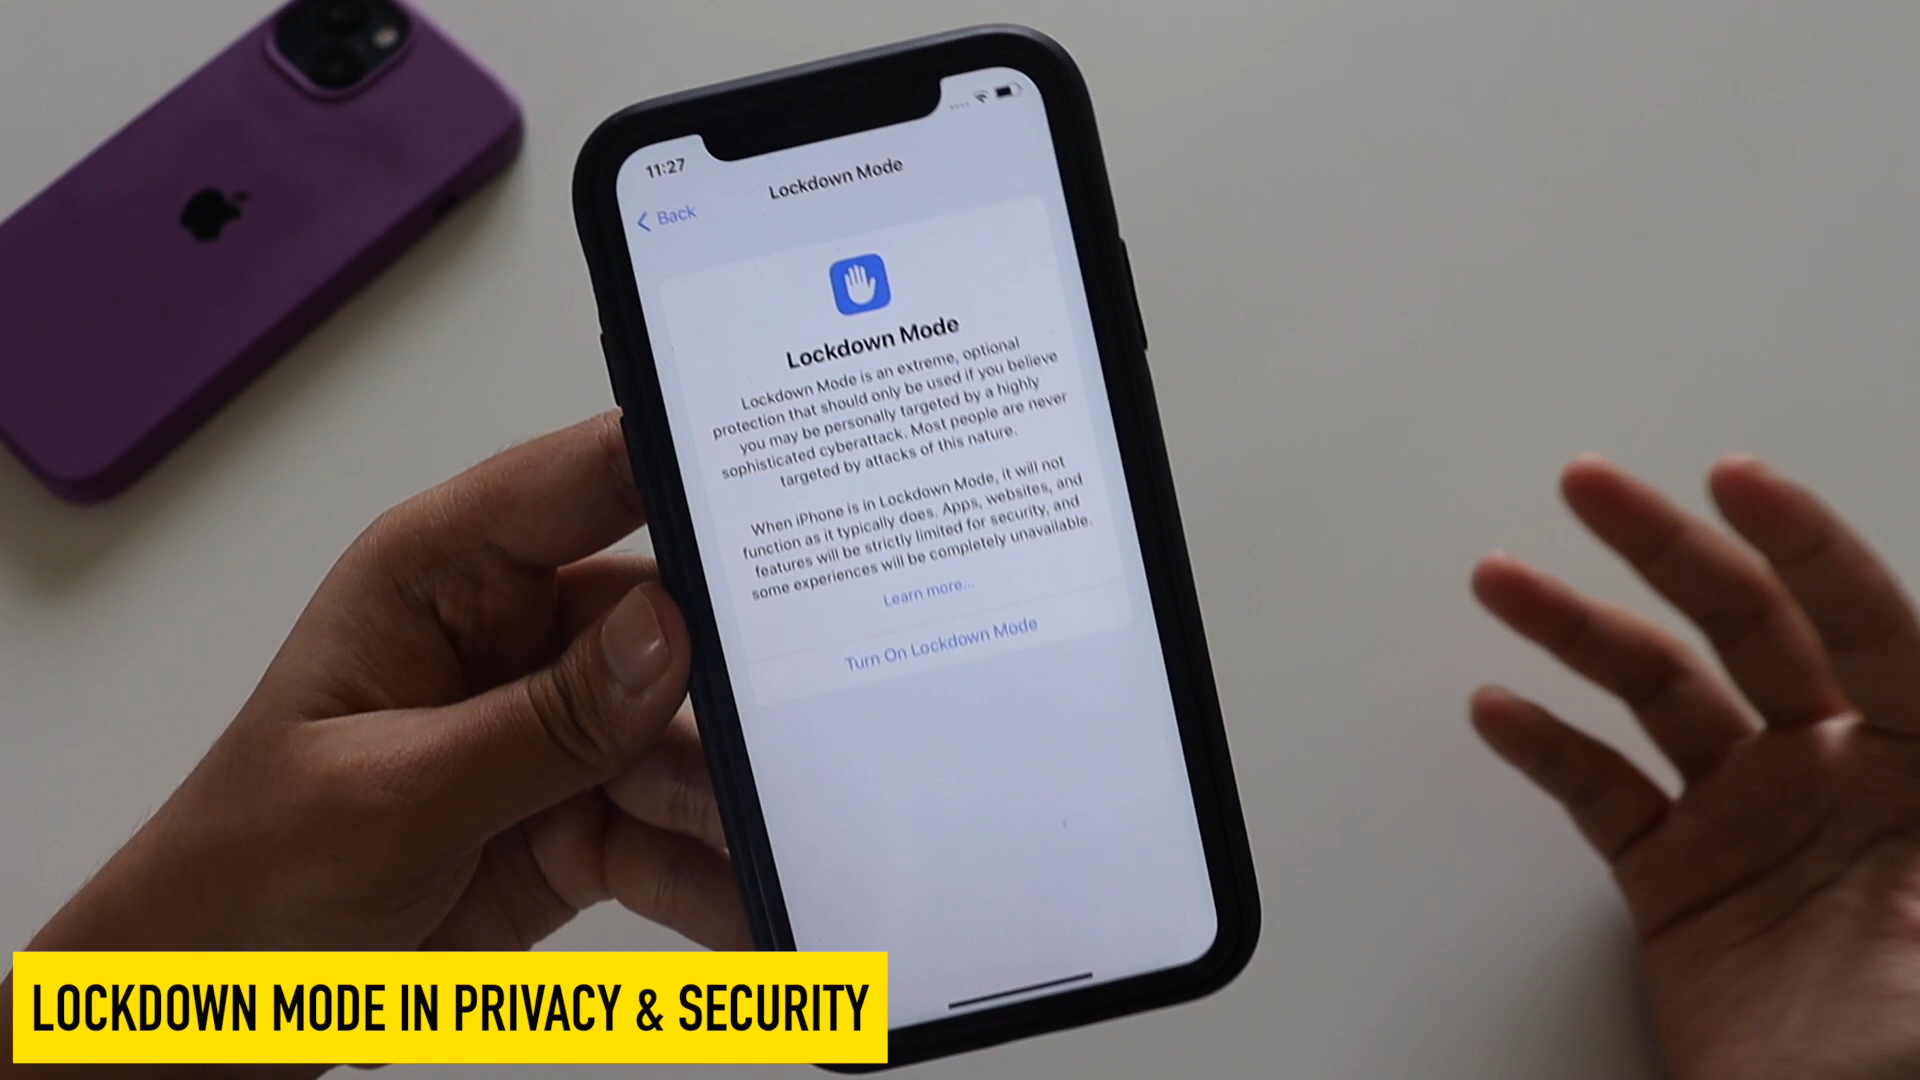 11:27
Lockdown Mode
Back
Lockdown Mode
Lockdown Mode is an extreme, optional
protection that should only be used if you believe
you may be personally targeted by a highly
sophisticated cyberattack. Most people are never
targeted by attacks of this nature.
When iPhone is in Lockdown Mode, it will not
function as it typically does. Apps, websites, and
features will be strictly limited for security, and
some experiences will be completely unavailable.
Learn more...
Turn On Lockdown Mode
LOCKDOWN MODE IN PRIVACY & SECURITY